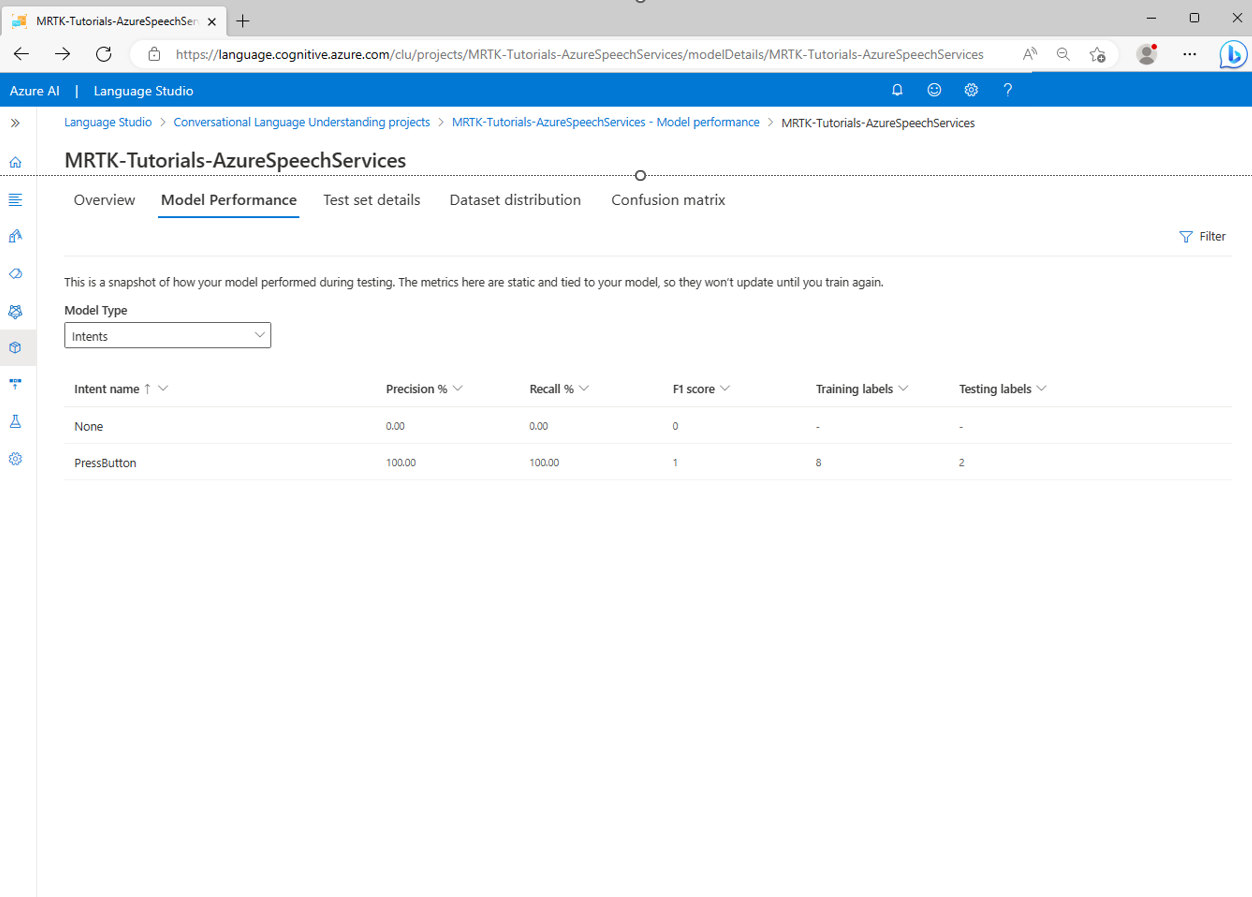 MRTK-Tutorials-AzureSpeechSer
https://language.cognitive.azure.com/clu/projects/MRTK-Tutorials-AzureSpeechServices/modelDetails/MRTK-Tutorials-AzureSpeechServices
Azure AI | Language Studio
Language Studio > Conversational Language Understanding projects > MRTK-Tutorials-AzureSpeechServices - Model performance > MRTK-Tutorials-AzureSpeechServices
MRTK-Tutorials-AzureSpeechServices
Overview Model Performance Test set details Dataset distribution Confusion matrix
Filter
This is a snapshot of how your model performed during testing. The metrics here are static and tied to your model, so they won't update until you train again.
Model Type
Intents
Intent name ↑ Precision % Recall % F1 score Training labels Testing labels
None 0.00 0.00 0 - -
PressButton 100.00 100.00 1 8 2